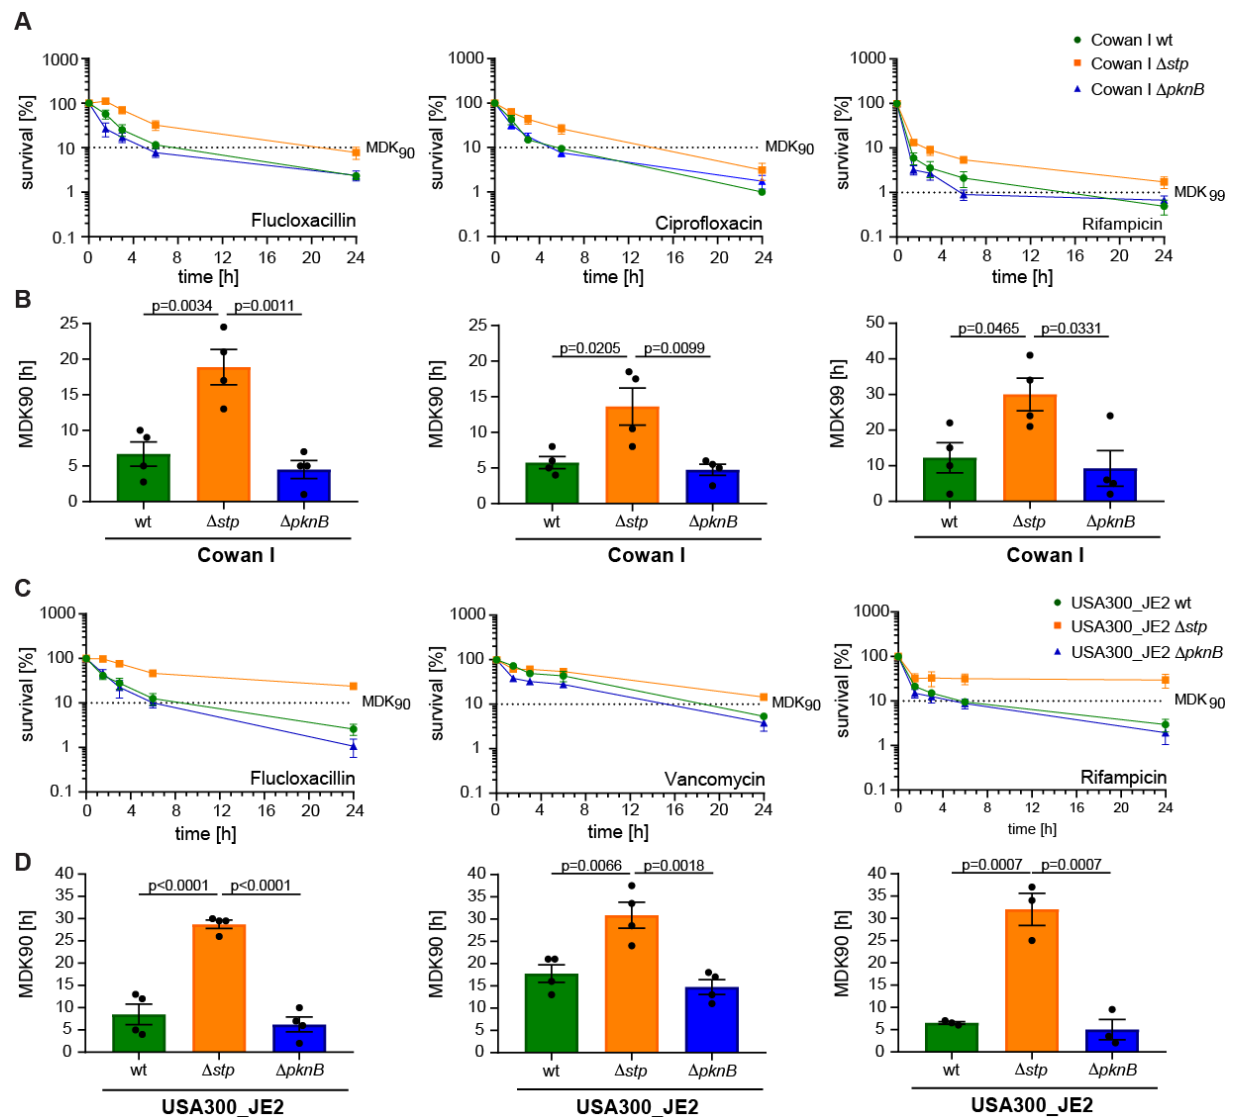 A
Cowan I wt
Cowan I Δstp
Cowan I ΔpknB
survival [%]
1000
100
10
1
0.1
MDK90
Flucloxacillin
0 4 8 12 16 20 24
time [h]
survival [%]
1000
100
10
1
0.1
MDK90
Ciprofloxacin
0 4 8 12 16 20 24
time [h]
survival [%]
1000
100
10
1
0.1
MDK99
Rifampicin
0 4 8 12 16 20 24
time [h]
B
p=0.0034 p=0.0011
MDK90 [h]
25
20
15
10
5
0
wt Δstp ΔpknB
Cowan I
p=0.0205 p=0.0099
MDK90 [h]
25
20
15
10
5
0
wt Δstp ΔpknB
Cowan I
p=0.0465 p=0.0331
MDK99 [h]
50
40
30
20
10
0
wt Δstp ΔpknB
Cowan I
C
USA300_JE2 wt
USA300_JE2 Δstp
USA300_JE2 ΔpknB
survival [%]
1000
100
10
1
0.1
MDK90
Flucloxacillin
0 4 8 12 16 20 24
time [h]
survival [%]
1000
100
10
1
0.1
MDK90
Vancomycin
0 4 8 12 16 20 24
time [h]
survival [%]
1000
100
10
1
0.1
MDK90
Rifampicin
0 4 8 12 16 20 24
time [h]
D
p<0.0001 p<0.0001
MDK90 [h]
40
35
30
25
20
15
10
5
0
wt Δstp ΔpknB
USA300_JE2
p=0.0066 p=0.0018
MDK90 [h]
40
35
30
25
20
15
10
5
0
wt Δstp ΔpknB
USA300_JE2
p=0.0007 p=0.0007
MDK90 [h]
40
35
30
25
20
15
10
5
0
wt Δstp ΔpknB
USA300_JE2